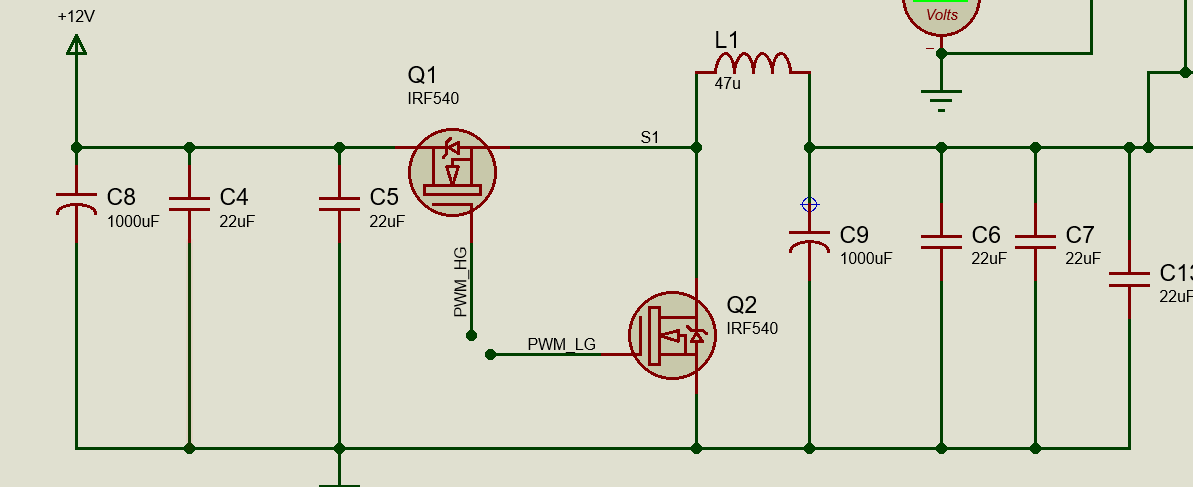 +12V
Volts
L1
47u
Q1
IRF540
S1
C8
1000uF
C4
22uF
C5
22uF
PWM_HG
C9
1000uF
C6
22uF
C7
22uF
C13
22uF
Q2
IRF540
PWM_LG